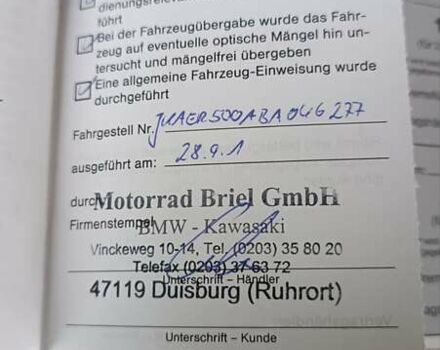 dienungsrelevan
führt
Bei der Fahrzeugübergabe wurde das Fahr-
zeug auf eventuelle optische Mängel hin un-
tersucht und mängelfrei übergeben
Eine allgemeine Fahrzeug-Einweisung wurde
durchgeführt
Fahrgestell Nr. JKAER500ABA046277
ausgeführt am: 28.9.1
durch Motorrad Briel GmbH
Firmenstempel BMW - Kawasaki
Vinckeweg 10-14, Tel. (0203) 35 80 20
Telefax (0203) 37 63 72
Unterschrift - Händler
47119 Duisburg (Ruhrort)
Unterschrift - Kunde